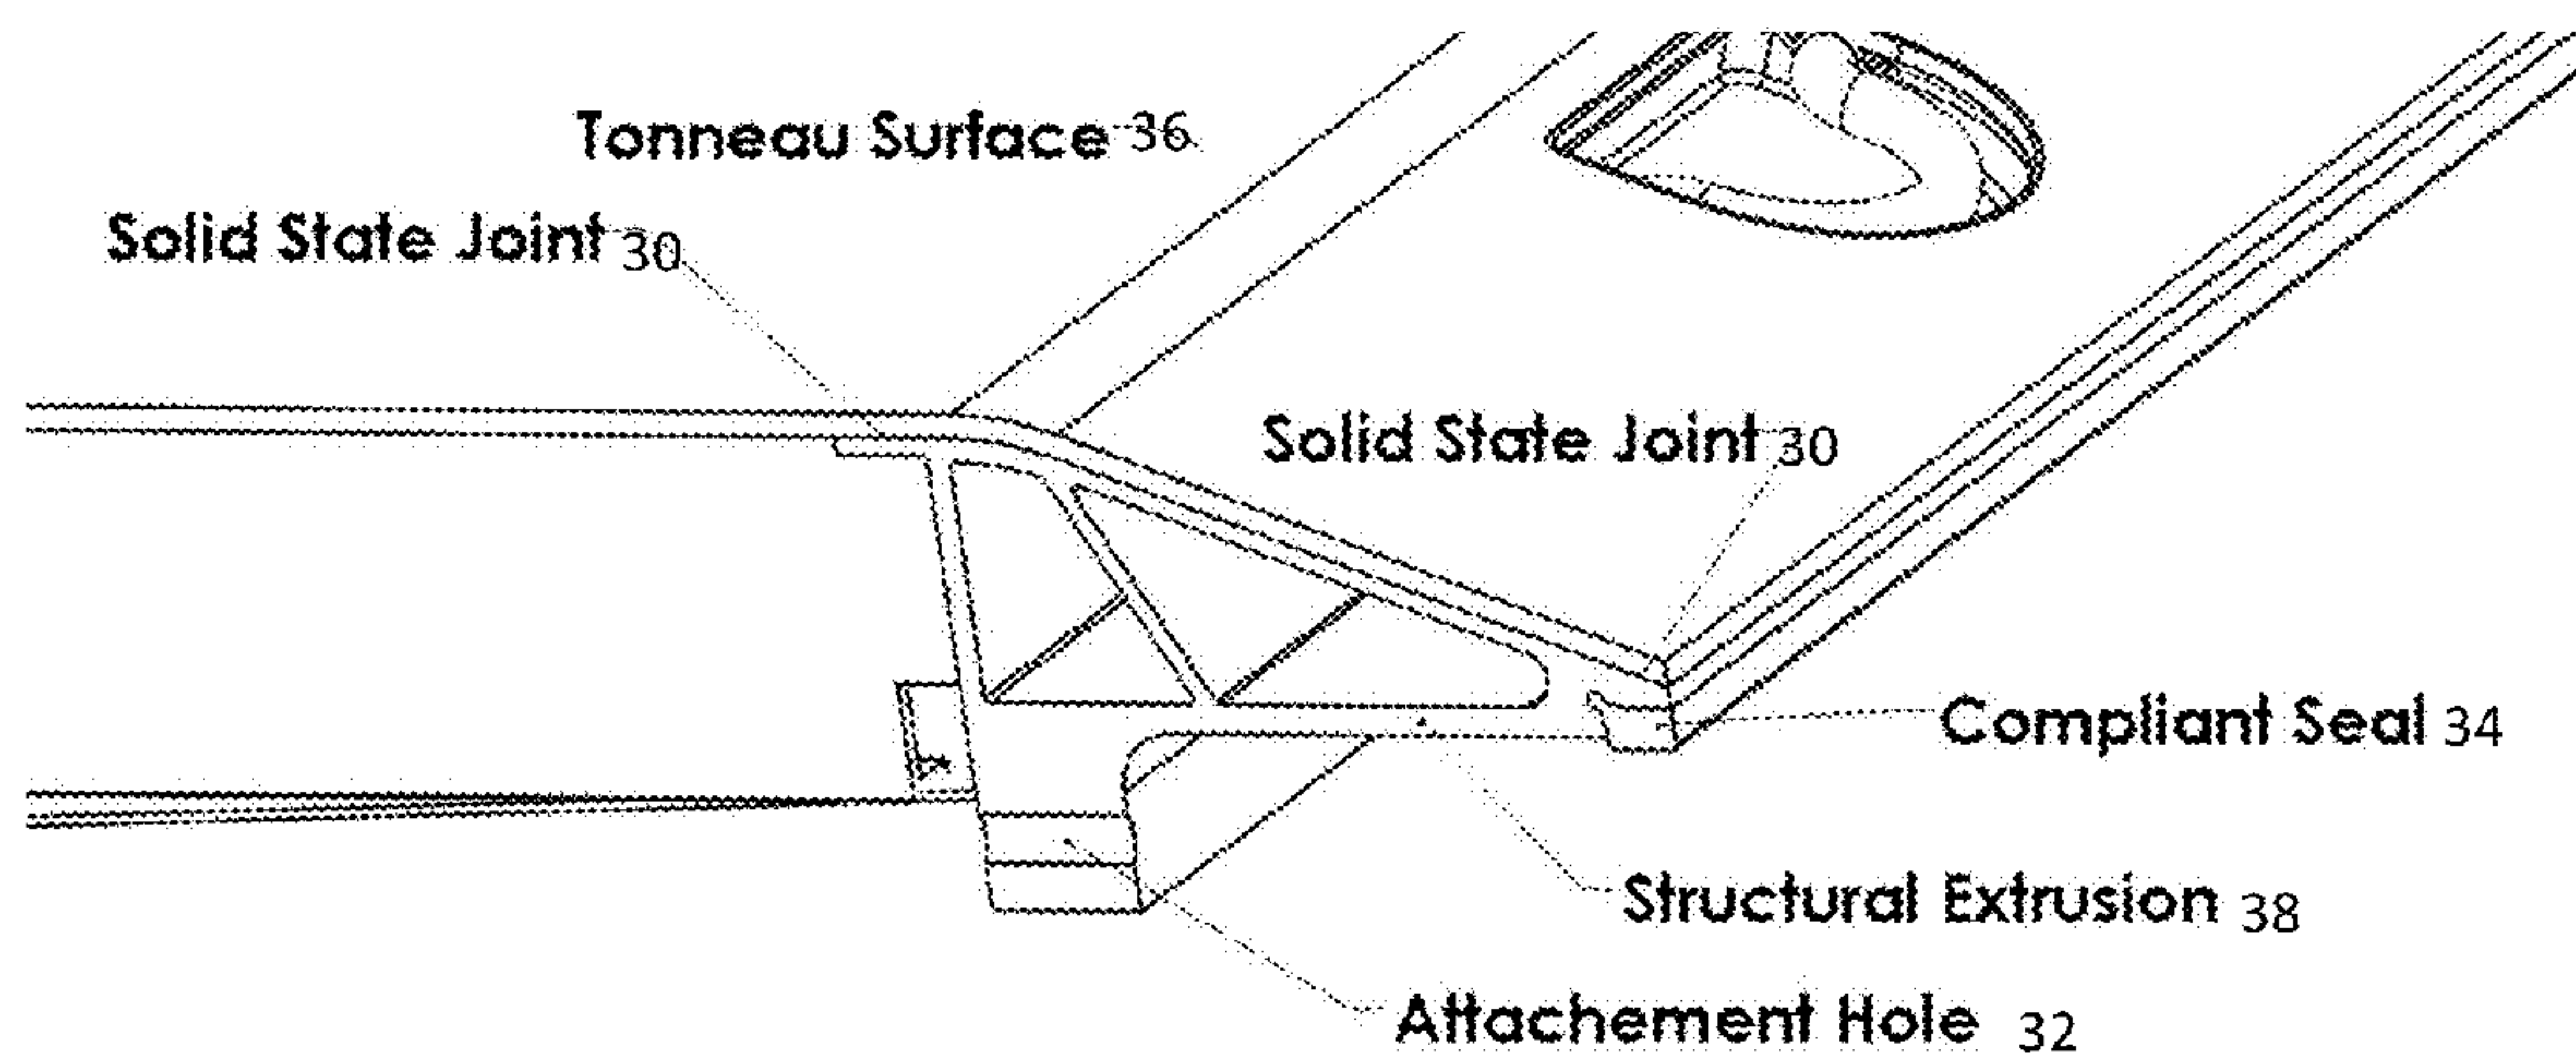 Tonneau Surface 36
Solid State Joint 30
Solid State Joint 30
Compliant Seal 34
Structural Extrusion 38
Attachement Hole 32